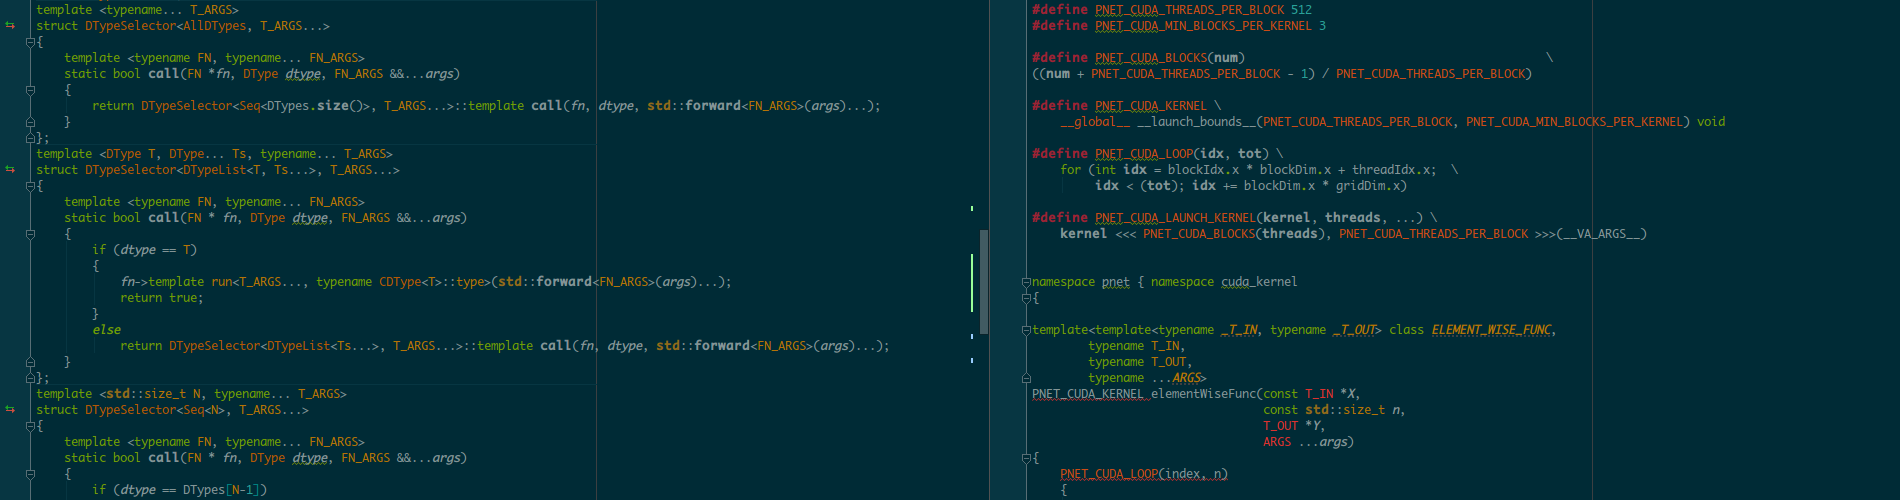 template <typename... T_ARGS>
struct DTypeSelector<AllDTypes, T_ARGS...>
{
    template <typename FN, typename... FN_ARGS>
    static bool call(FN *fn, DType dtype, FN_ARGS &&...args)
    {
        return DTypeSelector<Seq<DTypes.size()>, T_ARGS...>::template call(fn, dtype, std::forward<FN_ARGS>(args)...);
    }
};
template <DType T, DType... Ts, typename... T_ARGS>
struct DTypeSelector<DTypeList<T, Ts...>, T_ARGS...>
{
    template <typename FN, typename... FN_ARGS>
    static bool call(FN * fn, DType dtype, FN_ARGS &&...args)
    {
        if (dtype == T)
        {
            fn->template run<T_ARGS..., typename CDType<T>::type>(std::forward<FN_ARGS>(args)...);
            return true;
        }
        else
            return DTypeSelector<DTypeList<Ts...>, T_ARGS...>::template call(fn, dtype, std::forward<FN_ARGS>(args)...);
    }
};
template <std::size_t N, typename... T_ARGS>
struct DTypeSelector<Seq<N>, T_ARGS...>
{
    template <typename FN, typename... FN_ARGS>
    static bool call(FN * fn, DType dtype, FN_ARGS &&...args)
    {
        if (dtype == DTypes[N-1])
#define PNET_CUDA_THREADS_PER_BLOCK 512
#define PNET_CUDA_MIN_BLOCKS_PER_KERNEL 3
#define PNET_CUDA_BLOCKS(num) \
((num + PNET_CUDA_THREADS_PER_BLOCK - 1) / PNET_CUDA_THREADS_PER_BLOCK)
#define PNET_CUDA_KERNEL \
    __global__ __launch_bounds__(PNET_CUDA_THREADS_PER_BLOCK, PNET_CUDA_MIN_BLOCKS_PER_KERNEL) void
#define PNET_CUDA_LOOP(idx, tot) \
    for (int idx = blockIdx.x * blockDim.x + threadIdx.x;  \
         idx < (tot); idx += blockDim.x * gridDim.x)
#define PNET_CUDA_LAUNCH_KERNEL(kernel, threads, ...) \
    kernel <<< PNET_CUDA_BLOCKS(threads), PNET_CUDA_THREADS_PER_BLOCK >>>(__VA_ARGS__)
namespace pnet { namespace cuda_kernel
{
template<template<typename _T_IN, typename _T_OUT> class ELEMENT_WISE_FUNC,
        typename T_IN,
        typename T_OUT,
        typename ...ARGS>
PNET_CUDA_KERNEL elementWiseFunc(const T_IN *X,
                                 const std::size_t n,
                                 T_OUT *Y,
                                 ARGS ...args)
{
    PNET_CUDA_LOOP(index, n)
    {